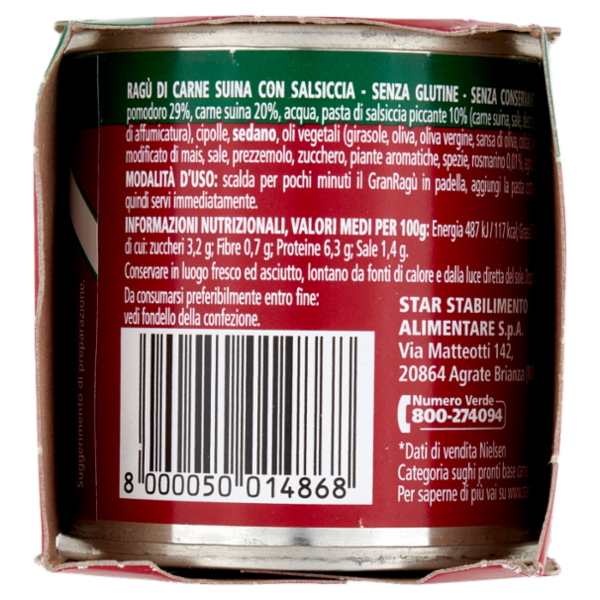 RAGÙ DI CARNE SUINA CON SALSICCIA - SENZA GLUTINE - SENZA CONSERVAN
pomodoro 29%, carne suina 20%, acqua, pasta di salsiccia piccante 10% (carne suina, sale,
di affumicatura), cipolle, sedano, oli vegetali (girasole, oliva, oliva vergine, sansa di oliva,
modificato di mais, sale, prezzemolo, zucchero, piante aromatiche, spezie, rosmarino 0,01%,
MODALITÀ D'USO: scalda per pochi minuti il GranRagù in padella, aggiungi la pasta
quindi servi immediatamente.
INFORMAZIONI NUTRIZIONALI, VALORI MEDI PER 100g: Energia 487 kJ/117 kcal;
di cui: zuccheri 3,2 g; Fibre 0,7 g; Proteine 6,3 g; Sale 1,4 g.
Conservare in luogo fresco ed asciutto, lontano da fonti di calore e dalla luce diretta del sole.
Da consumarsi preferibilmente entro fine:
vedi fondello della confezione.
STAR STABILIMENTO
ALIMENTARE S.p.A.
Via Matteotti 142,
20864 Agrate Brianza
Numero Verde
800-274094
*Dati di vendita Nielsen
Categoria sughi pronti base carne
Per saperne di più vai su
8 000050 014868
Suggerimento di preparazione.